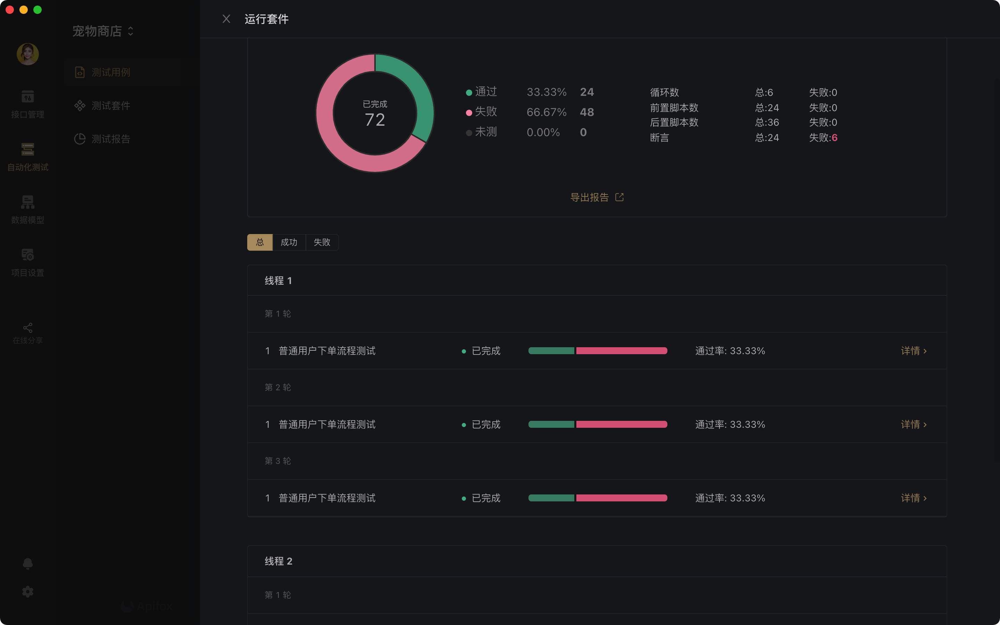 运行套件
宠物商店
测试用例
测试套件
测试报告
接口管理
自动化测试
数据模型
项目设置
在线分享
Apifox
已完成
72
通过 33.33% 24
失败 66.67% 48
未测 0.00% 0
循环数 总:6 失败:0
前置脚本数 总:24 失败:0
后置脚本数 总:36 失败:0
断言 总:24 失败:6
导出报告
总 成功 失败
线程 1
第 1 轮
1 普通用户下单流程测试 已完成 通过率: 33.33% 详情
第 2 轮
1 普通用户下单流程测试 已完成 通过率: 33.33% 详情
第 3 轮
1 普通用户下单流程测试 已完成 通过率: 33.33% 详情
线程 2
第 1 轮